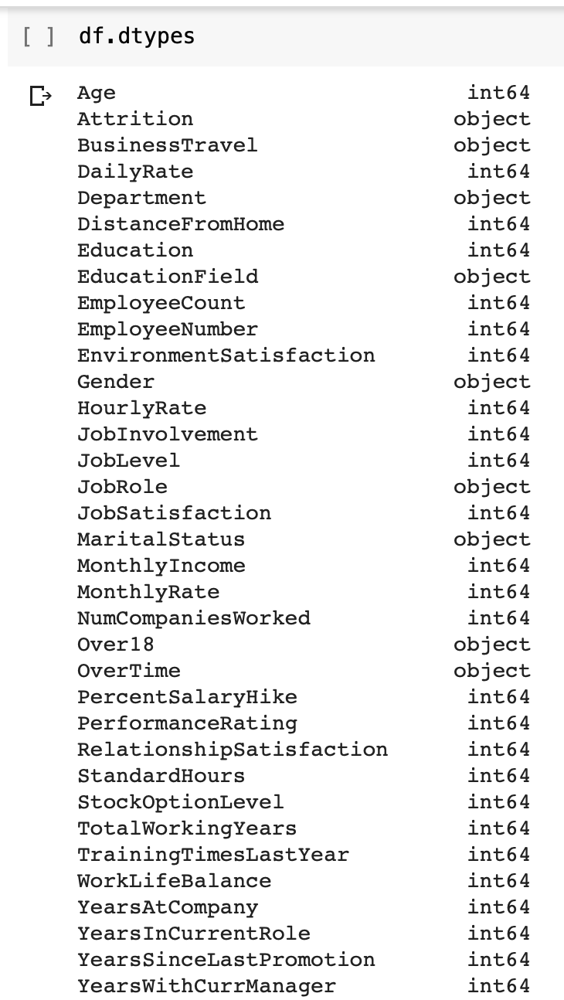 [ ] df.dtypes
Age int64
Attrition object
BusinessTravel object
DailyRate int64
Department object
DistanceFromHome int64
Education int64
EducationField object
EmployeeCount int64
EmployeeNumber int64
EnvironmentSatisfaction int64
Gender object
HourlyRate int64
JobInvolvement int64
JobLevel int64
JobRole object
JobSatisfaction int64
MaritalStatus object
MonthlyIncome int64
MonthlyRate int64
NumCompaniesWorked int64
Over18 object
OverTime object
PercentSalaryHike int64
PerformanceRating int64
RelationshipSatisfaction int64
StandardHours int64
StockOptionLevel int64
TotalWorkingYears int64
TrainingTimesLastYear int64
WorkLifeBalance int64
YearsAtCompany int64
YearsInCurrentRole int64
YearsSinceLastPromotion int64
YearsWithCurrManager int64